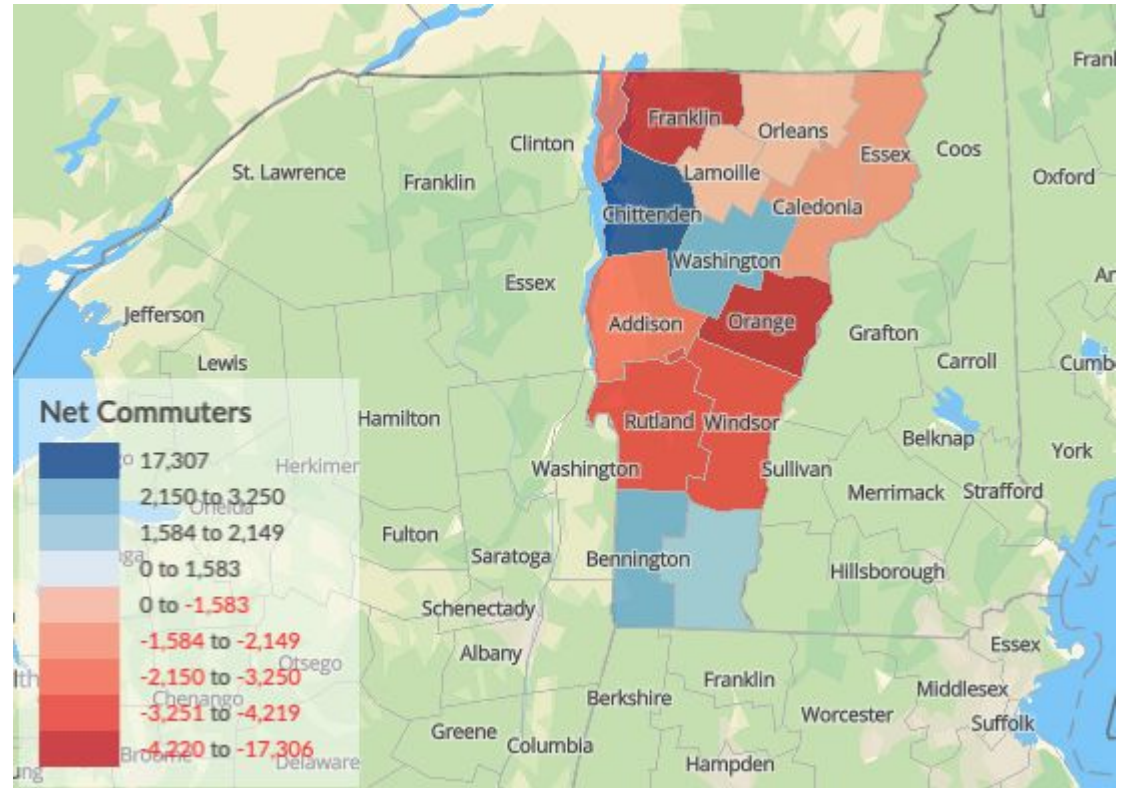 Fran
Franklin
Orleans
Clinton
Essex
Coos
St. Lawrence
Franklin
Lamoille
Oxford
Chittenden
Caledonia
Washington
Essex
Jefferson
Addison
Orange
Grafton
Lewis
Carroll
Cumb
Net Commuters
Hamilton
Rutland
Windsor
Belknap
York
17,307
Herkimer
Washington
Sullivan
2,150 to 3,250
Oneida
Merrimack
Strafford
1,584 to 2,149
Fulton
Saratoga
Bennington
0 to 1,583
Hillsborough
0 to -1,583
Schenectady
-1,584 to -2,149
Otsego
Albany
Essex
-2,150 to -3,250
Chenango
Berkshire
Franklin
Middlesex
-3,251 to -4,219
Greene
Worcester
Suffolk
-4,220 to -17,306
Broome
Delaware
Columbia
Hampden